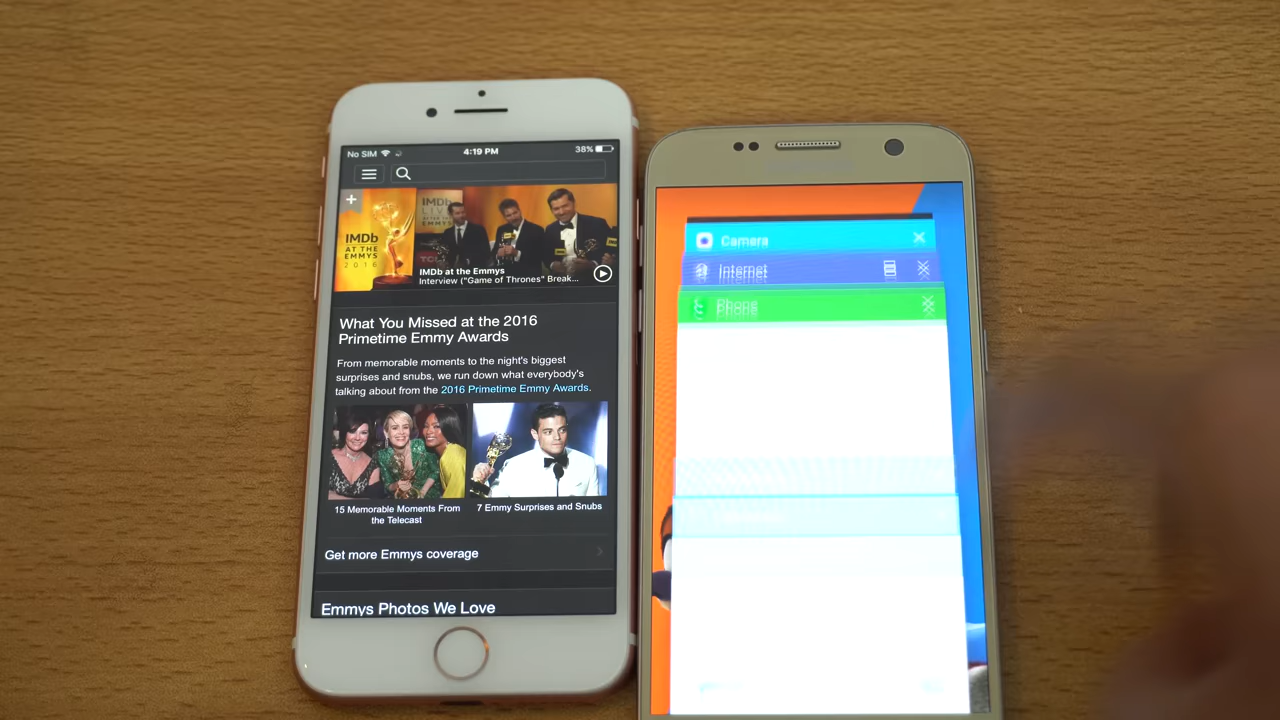 No SIM
4:19 PM
38%
IMDb
AT THE
EMMYS
2016
IMDb
LIVE
EMMYS
IMDb at the Emmys
Interview ("Game of Thrones" Break...
What You Missed at the 2016
Primetime Emmy Awards
From memorable moments to the night's biggest
surprises and snubs, we run down what everybody's
talking about from the 2016 Primetime Emmy Awards.
15 Memorable Moments From
the Telecast
7 Emmy Surprises and Snubs
Get more Emmys coverage
Emmys Photos We Love
Camera
Internet
Phone